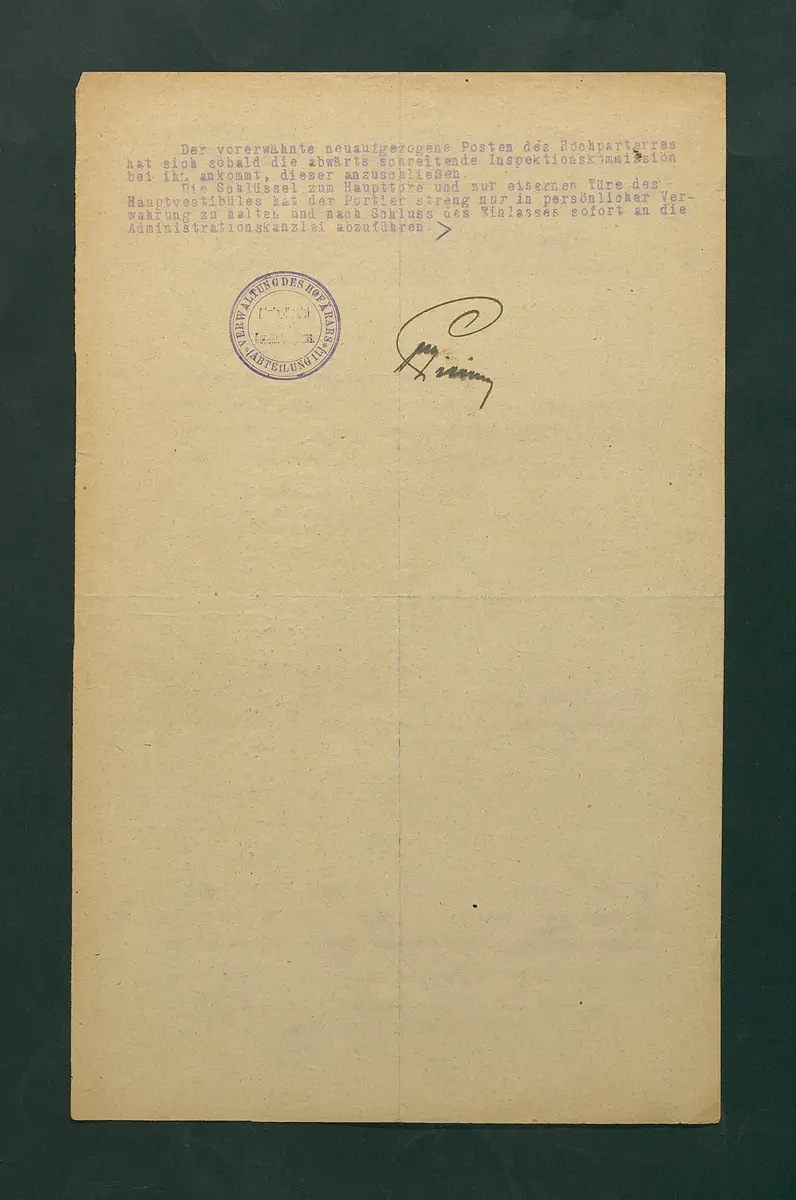 Der vorerwähnte neuaufgezogene Posten des Hochparterres
hat sich sobald die abwärts schreitende Inspektionskommission
bei ihm ankommt, dieser anzuschließen.
Die Schlüssel zum Haupttore und zur eisernen Türe des
Hauptvestibüles hat der Portier streng nur in persönlicher Ver-
wahrung zu halten und nach Schluss des Einlasses sofort an die
Administrationskanzlei abzuführen.
VERWALTUNG DES HOFÄRARS
(ABTEILUNG II.)